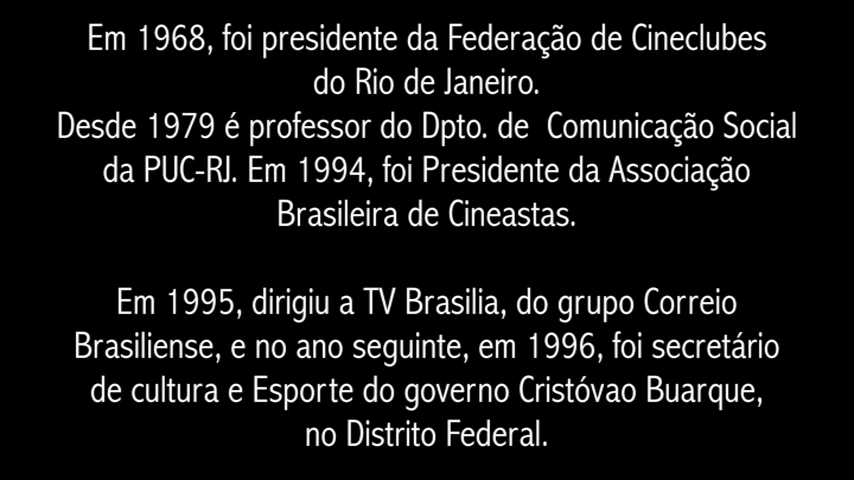 Em 1968, foi presidente da Federação de Cineclubes
do Rio de Janeiro.
Desde 1979 é professor do Dpto. de  Comunicação Social
da PUC-RJ. Em 1994, foi Presidente da Associação
Brasileira de Cineastas.
Em 1995, dirigiu a TV Brasilia, do grupo Correio
Brasiliense, e no ano seguinte, em 1996, foi secretário
de cultura e Esporte do governo Cristóvao Buarque,
no Distrito Federal.